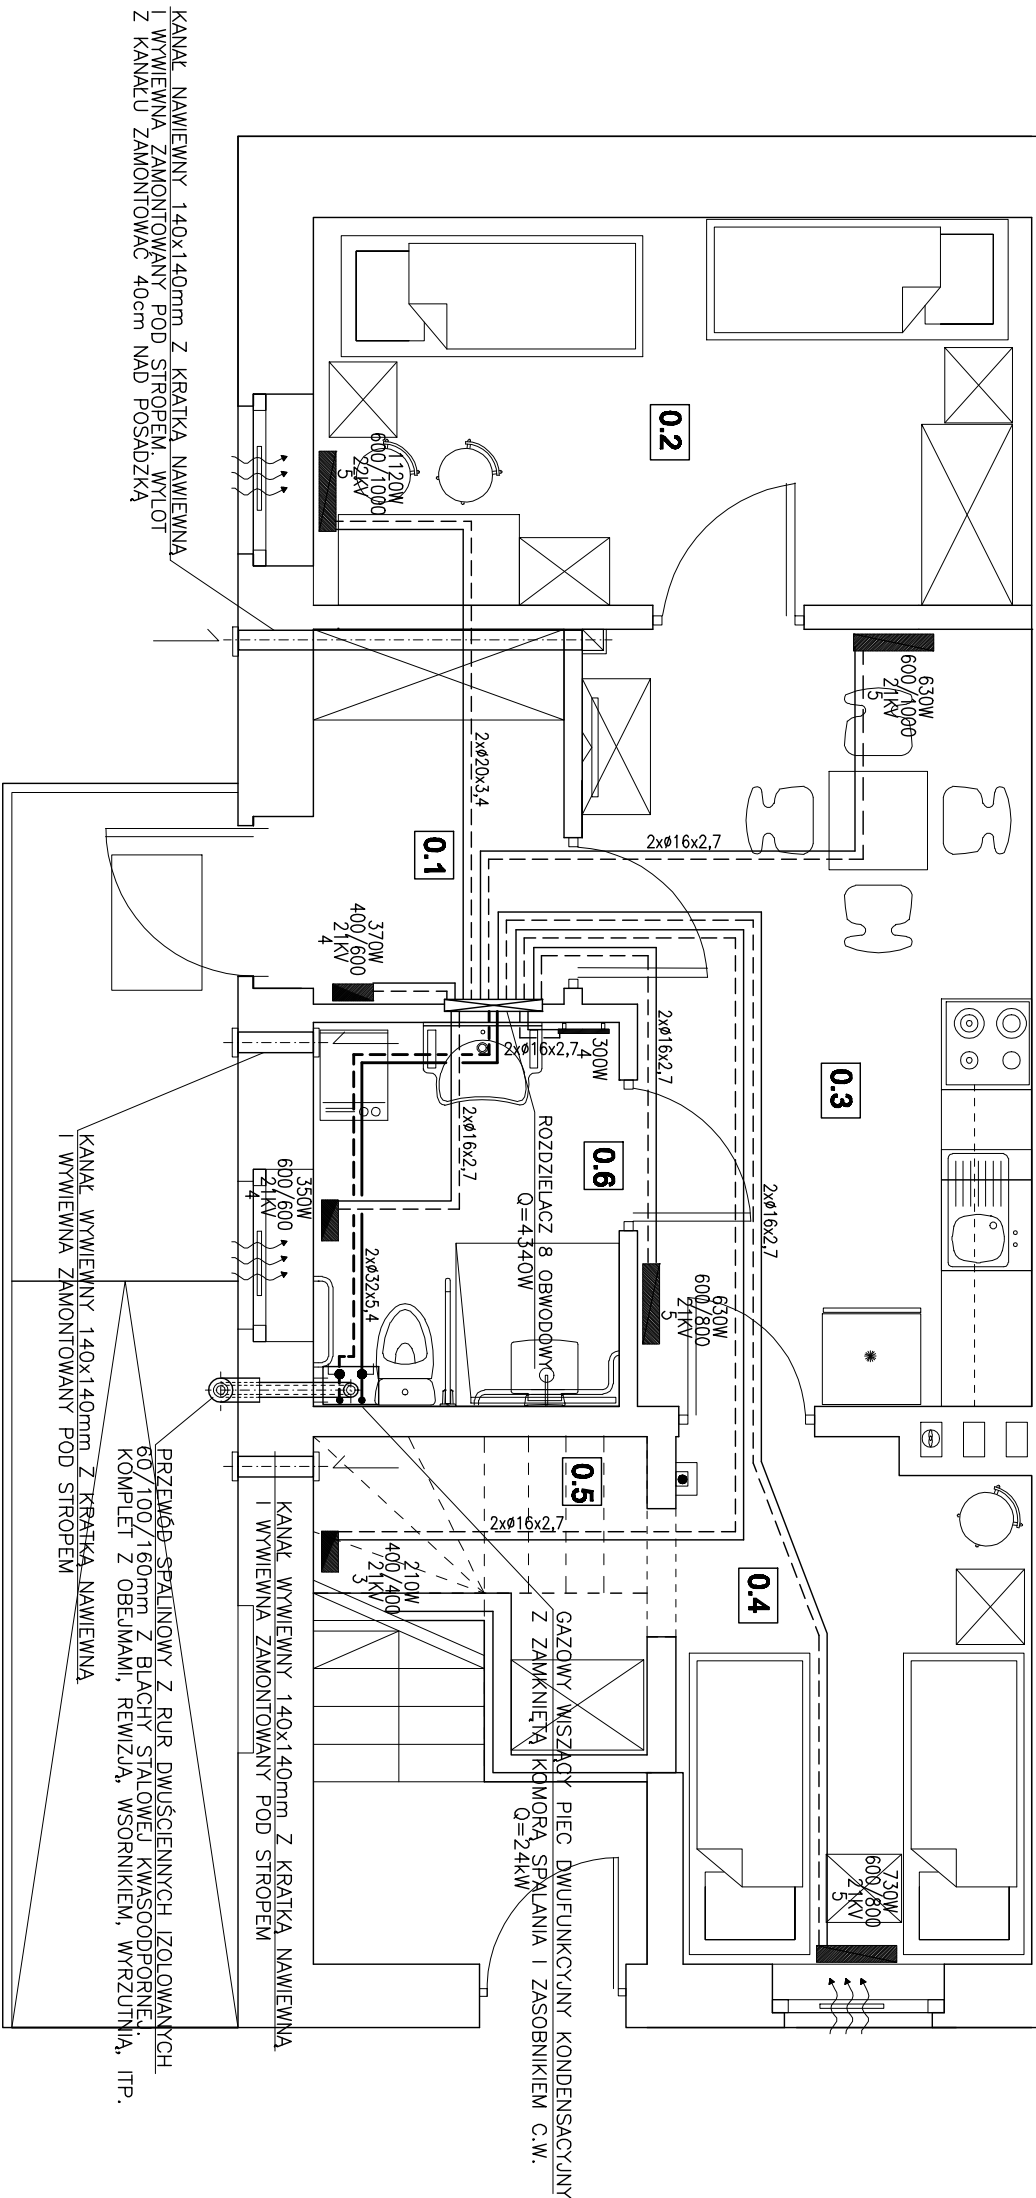 KANAŁ NAWIEWNY 140x140mm Z KRATKĄ NAWIEWNĄ
I WYWIEWNĄ ZAMONTOWANY POD STROPEM. WYLOT
Z KANAŁU ZAMONTOWAĆ 40cm NAD POSADZKĄ
0.2
1120W
600/1000
22KV
5
630W
600/1000
21KV
5
2xø20x3,4
2xø16x2,7
0.1
370W
400/600
21KV
4
0.3
2xø16x2,7
300W
4
2xø16x2,7
2xø16x2,7
0.6
ROZDZIELACZ 8 OBWODOWY
Q=4340W
2xø16x2,7
350W
600/600
21KV
4
2xø32x5,4
630W
600/800
21KV
5
KANAŁ WYWIEWNY 140x140mm Z KRATKĄ NAWIEWNĄ
I WYWIEWNA ZAMONTOWANY POD STROPEM
0.5
2xø16x2,7
210W
400/400
21KV
3
0.4
730W
600/800
21KV
5
GAZOWY WISZĄCY PIEC DWUFUNKCYJNY KONDENSACYJNY
Z ZAMKNIĘTĄ KOMORĄ SPALANIA I ZASOBNIKIEM C.W.
Q=24kW
KANAŁ WYWIEWNY 140x140mm Z KRATKĄ NAWIEWNĄ
I WYWIEWNA ZAMONTOWANY POD STROPEM
PRZEWÓD SPALINOWY Z RUR DWUŚCIENNYCH IZOLOWANYCH
60/100/160mm Z BLACHY STALOWEJ KWASOODPORNEJ.
KOMPLET Z OBEJMAMI, REWIZJĄ, WSORNIKIEM, WYRZUTNIĄ, ITP.